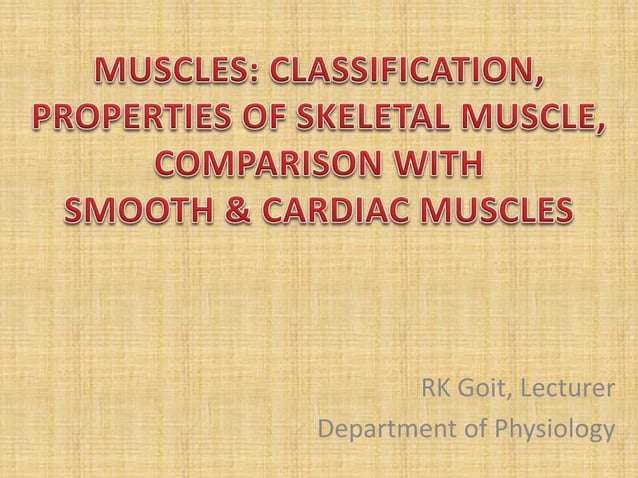 MUSCLES: CLASSIFICATION,
PROPERTIES OF SKELETAL MUSCLE,
COMPARISON WITH
SMOOTH & CARDIAC MUSCLES
RK Goit, Lecturer
Department of Physiology